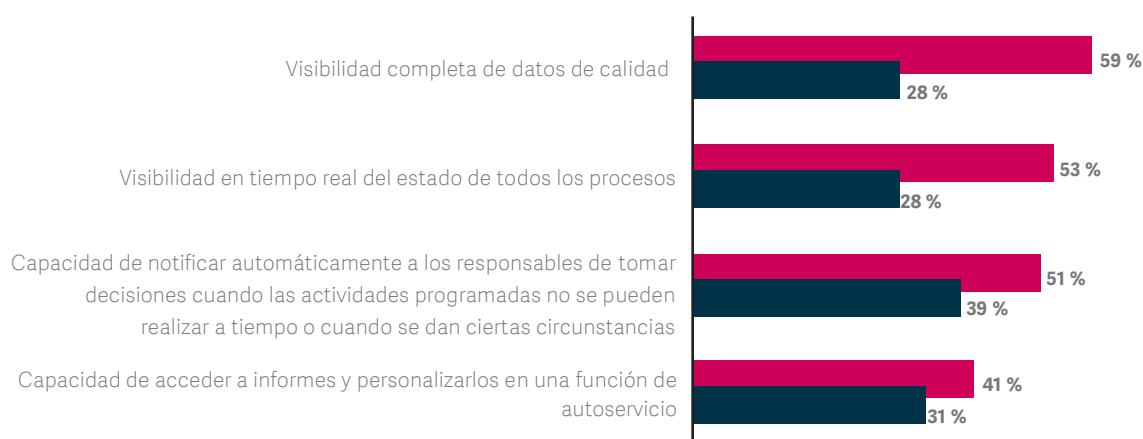 Visibilidad completa de datos de calidad
59 %
28 %
Visibilidad en tiempo real del estado de todos los procesos
53 %
28 %
Capacidad de notificar automáticamente a los responsables de tomar
decisiones cuando las actividades programadas no se pueden
realizar a tiempo o cuando se dan ciertas circunstancias
51 %
39 %
Capacidad de acceder a informes y personalizarlos en una función de
autoservicio
41 %
31 %